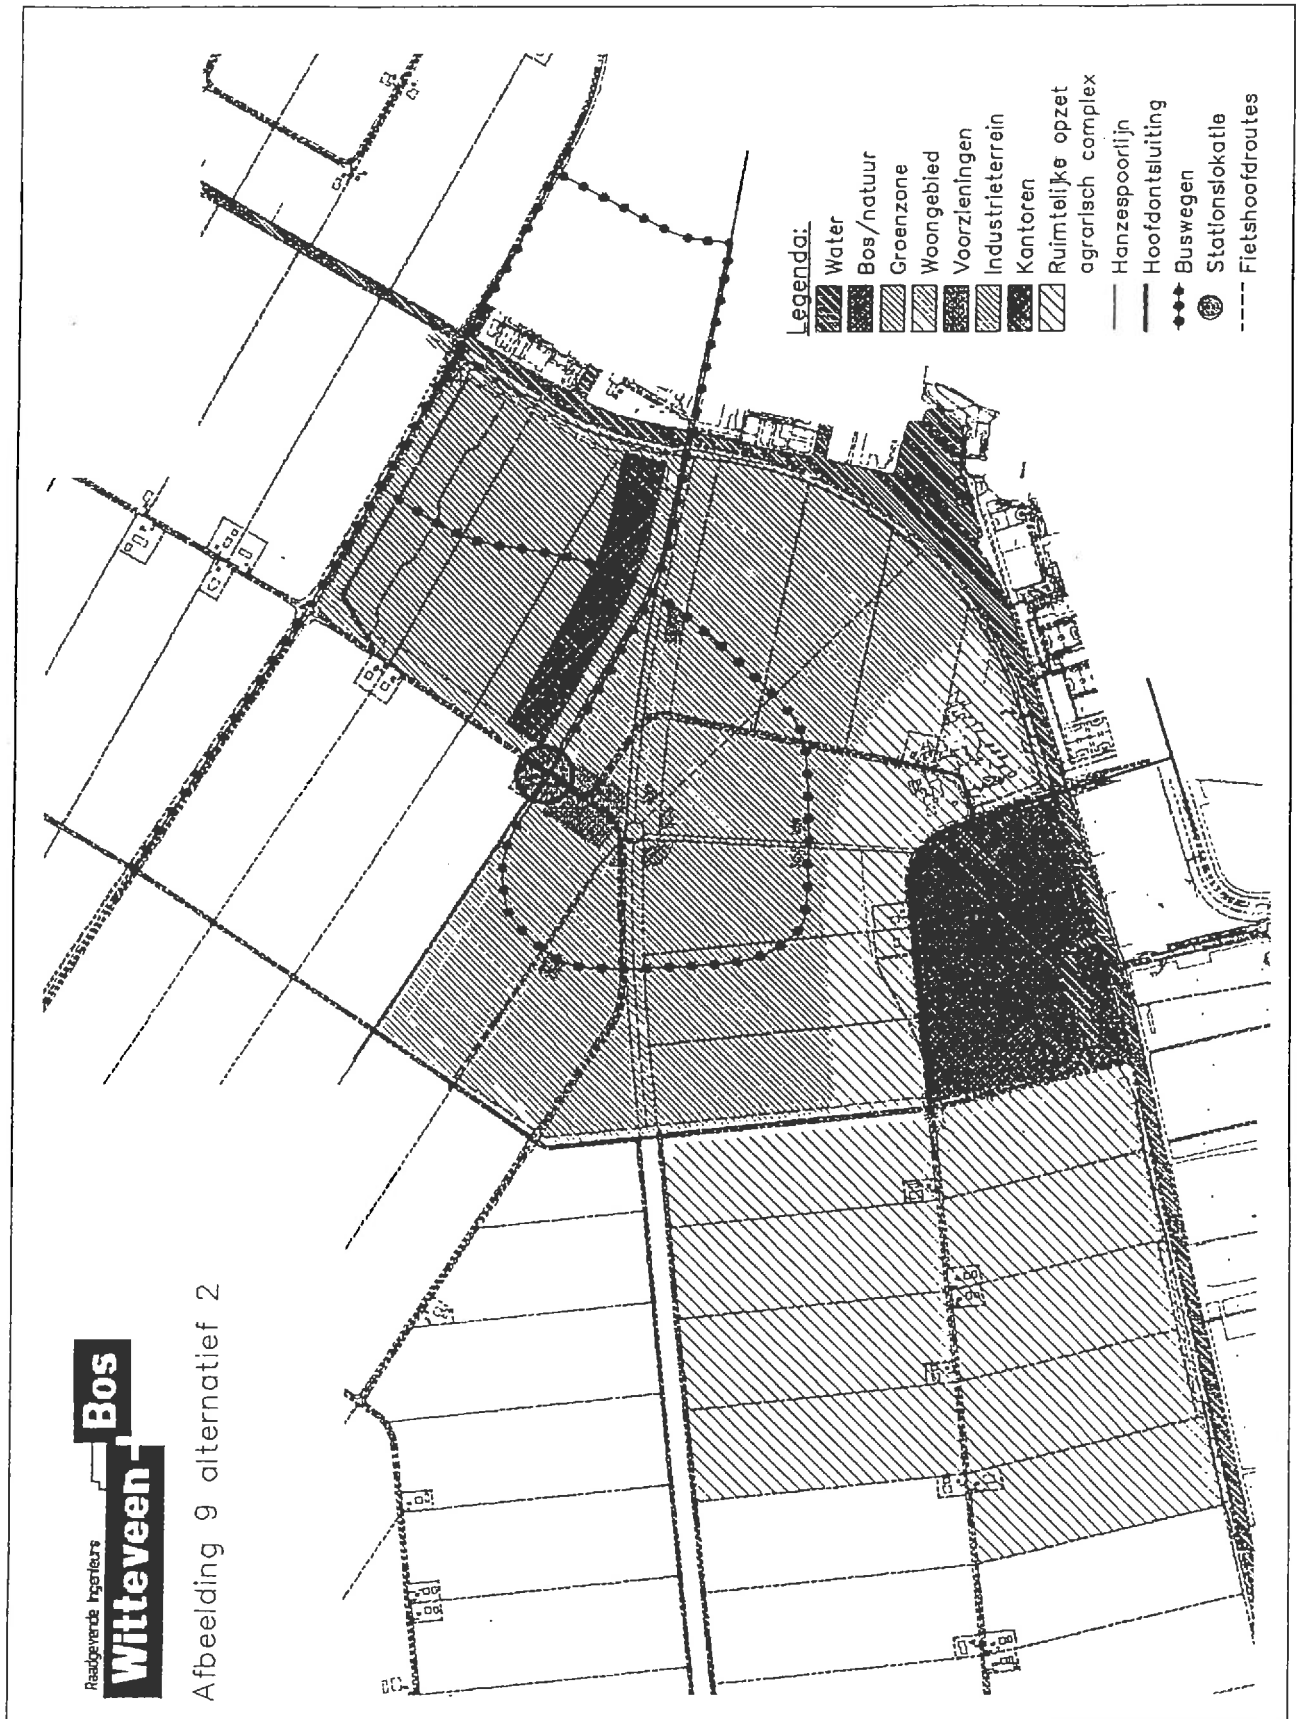 Raadgevende Ingenieurs
Witteveen+
Bos
Afbeelding 9 alternatief 2
Legenda:
Water
Bos/natuur
Groenzone
Woongebied
Voorzieningen
Industrieterrein
Kantoren
Ruimtelijke opzet
agrarisch complex
Hanzespoorlijn
Hoofdontsluiting
Buswegen
Stationslokatie
Fietshoofdroutes